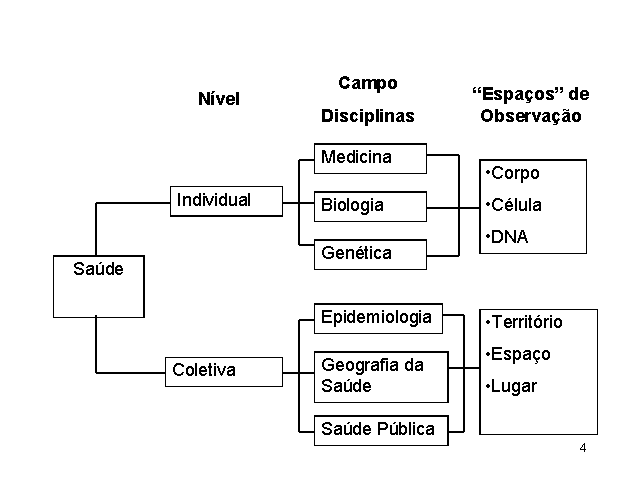 Nível
Campo
Disciplinas
“Espaços” de
Observação
Saúde
Individual
Medicina
Biologia
Genética
•Corpo
•Célula
•DNA
Coletiva
Epidemiologia
Geografia da
Saúde
Saúde Pública
•Território
•Espaço
•Lugar
4